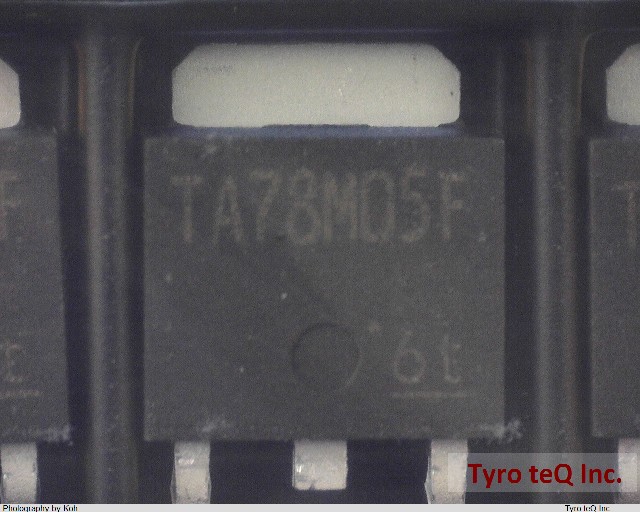 TA78M05F
F
T
6t
t
Tyro teQ Inc.
Photography by Koh
Tyro teQ Inc